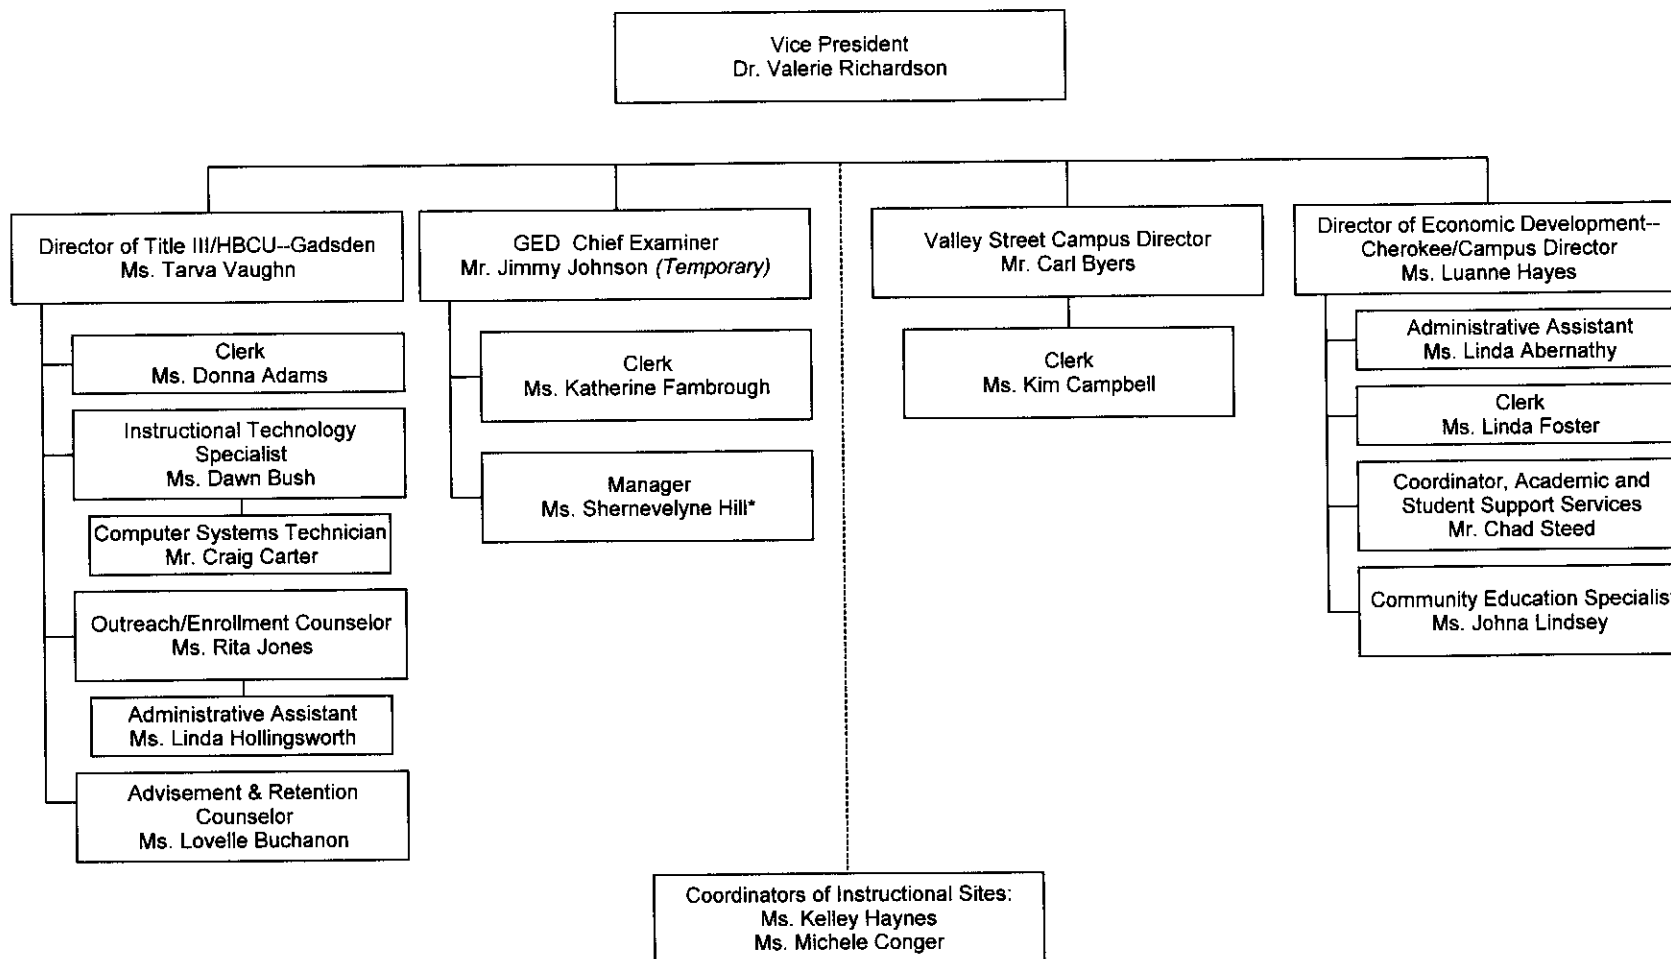 Vice President
Dr. Valerie Richardson
Director of Title III/HBCU--Gadsden
Ms. Tarva Vaughn
Clerk
Ms. Donna Adams
Instructional Technology
Specialist
Ms. Dawn Bush
Computer Systems Technician
Mr. Craig Carter
Outreach/Enrollment Counselor
Ms. Rita Jones
Administrative Assistant
Ms. Linda Hollingsworth
Advisement & Retention
Counselor
Ms. Lovelle Buchanon
GED Chief Examiner
Mr. Jimmy Johnson (Temporary)
Clerk
Ms. Katherine Fambrough
Manager
Ms. Shernevelyne Hill*
Valley Street Campus Director
Mr. Carl Byers
Clerk
Ms. Kim Campbell
Director of Economic Development--
Cherokee/Campus Director
Ms. Luanne Hayes
Administrative Assistant
Ms. Linda Abernathy
Clerk
Ms. Linda Foster
Coordinator, Academic and
Student Support Services
Mr. Chad Steed
Community Education Specialist
Ms. Johna Lindsey
Coordinators of Instructional Sites:
Ms. Kelley Haynes
Ms. Michele Conger